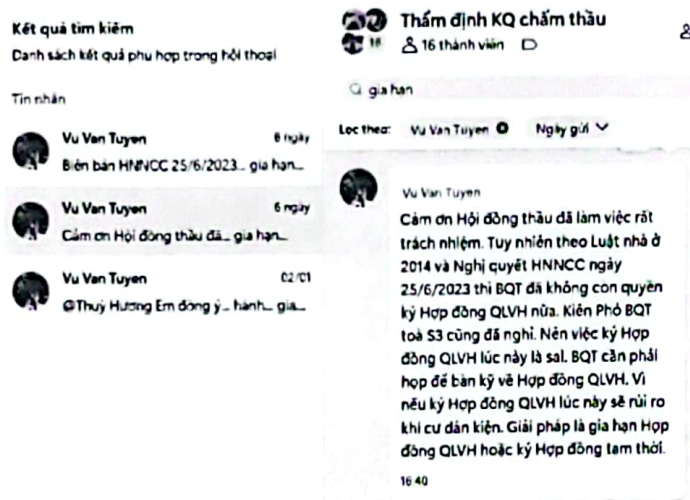 Kết quả tìm kiếm
Danh sách kết quả phù hợp trong hội thoại
Tin nhắn
Vu Van Tuyen 6 ngày
Biên bản HNNCC 25/6/2023... gia hạn...
Vu Van Tuyen 6 ngày
Cảm ơn Hội đồng thầu đã... gia hạn...
Vu Van Tuyen 02/01
@Thuý Hương Em đồng ý... hành... gia...
Thẩm định KQ chấm thầu
16
16 thành viên
gia hạn
Lọc theo: Vu Van Tuyen Ngày gửi
Vu Van Tuyen
Cảm ơn Hội đồng thầu đã làm việc rất
trách nhiệm. Tuy nhiên theo Luật nhà ở
2014 và Nghị quyết HNNCC ngày
25/6/2023 thì BQT đã không còn quyền
ký Hợp đồng QLVH nữa. Kiên Phó BQT
toà S3 cũng đã nghỉ. Nên việc ký Hợp
đồng QLVH lúc này là sai. BQT cần phải
họp để bàn kỹ về Hợp đồng QLVH. Vì
nếu ký Hợp đồng QLVH lúc này sẽ rủi ro
khi cư dân kiện. Giải pháp là gia hạn Hợp
đồng QLVH hoặc ký Hợp đồng tạm thời.
16:40